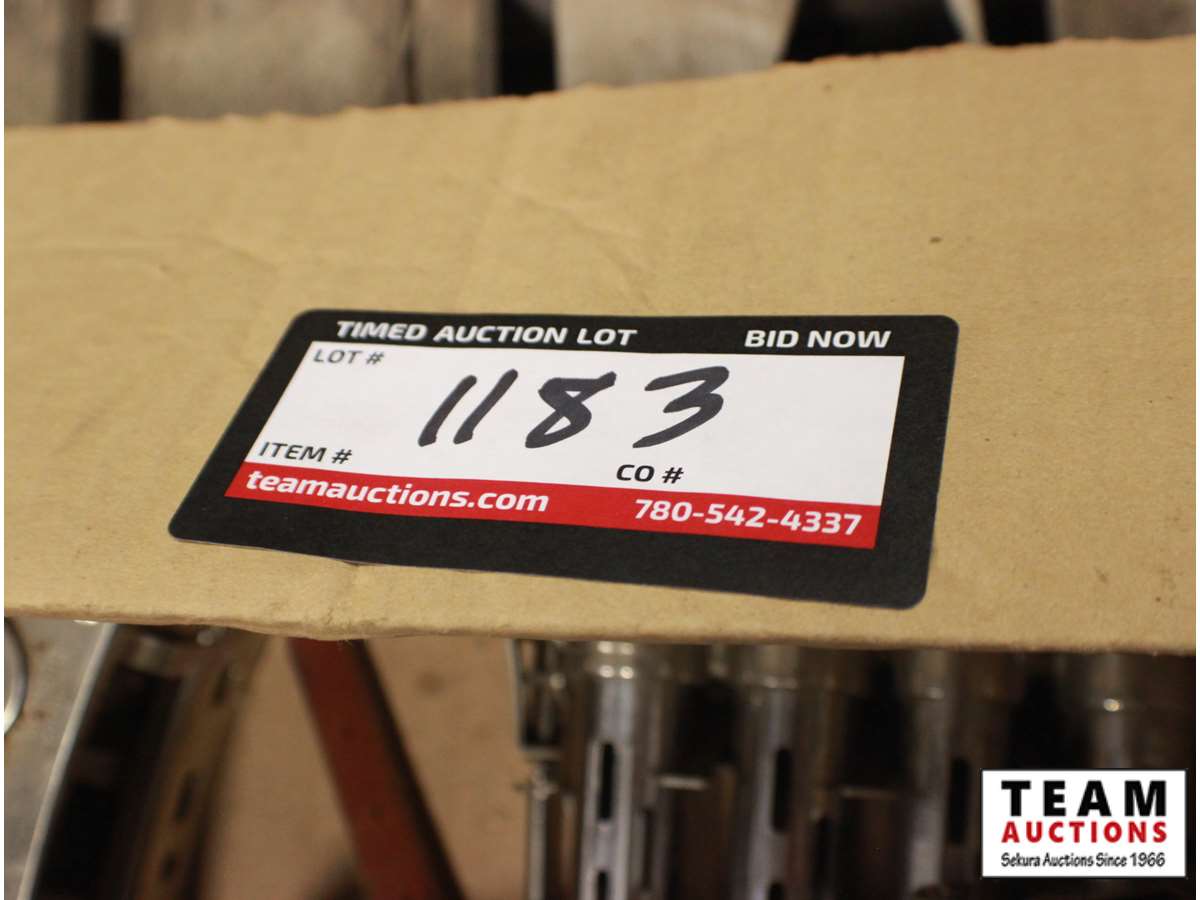 TIMED AUCTION LOT BID NOW
LOT #
1183
ITEM # CO #
teamauctions.com 780-542-4337
TEAM
AUCTIONS
Sekura Auctions Since 1966